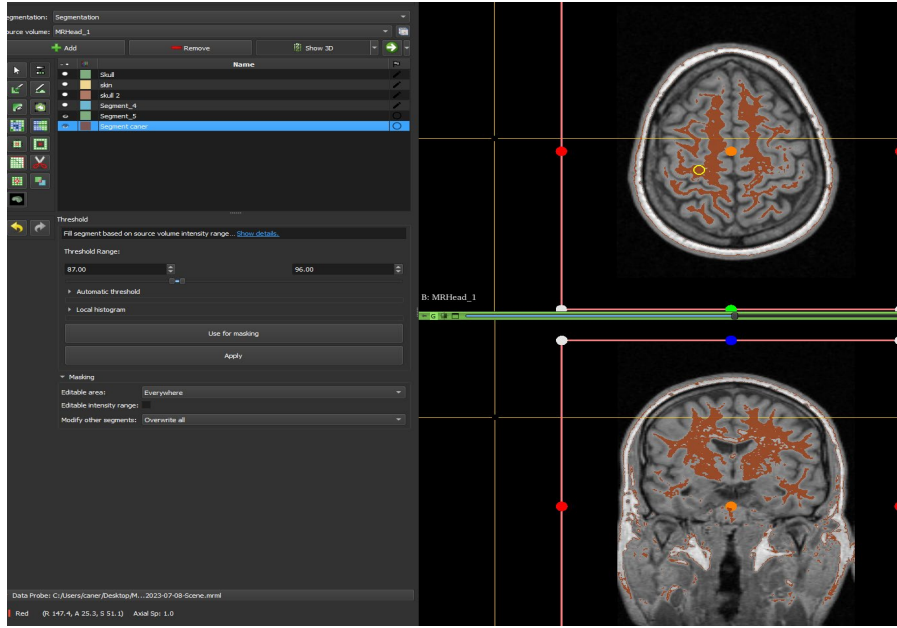 egmentation: Segmentation
ource volume: MRHead_1
Add Remove Show 3D
Name
Skull
skin
skull 2
Segment_4
Segment_5
Segment caner
Threshold
Fill segment based on source volume intensity range... Show details.
Threshold Range:
87.00 96.00
Automatic threshold
Local histogram
Use for masking
Apply
Masking
Editable area: Everywhere
Editable intensity range:
Modify other segments: Overwrite all
B: MRHead_1
G
Data Probe: C:/Users/caner/Desktop/M...2023-07-08-Scene.mrml
Red (R 147.4, A 25.3, S 51.1) Axial Sp: 1.0